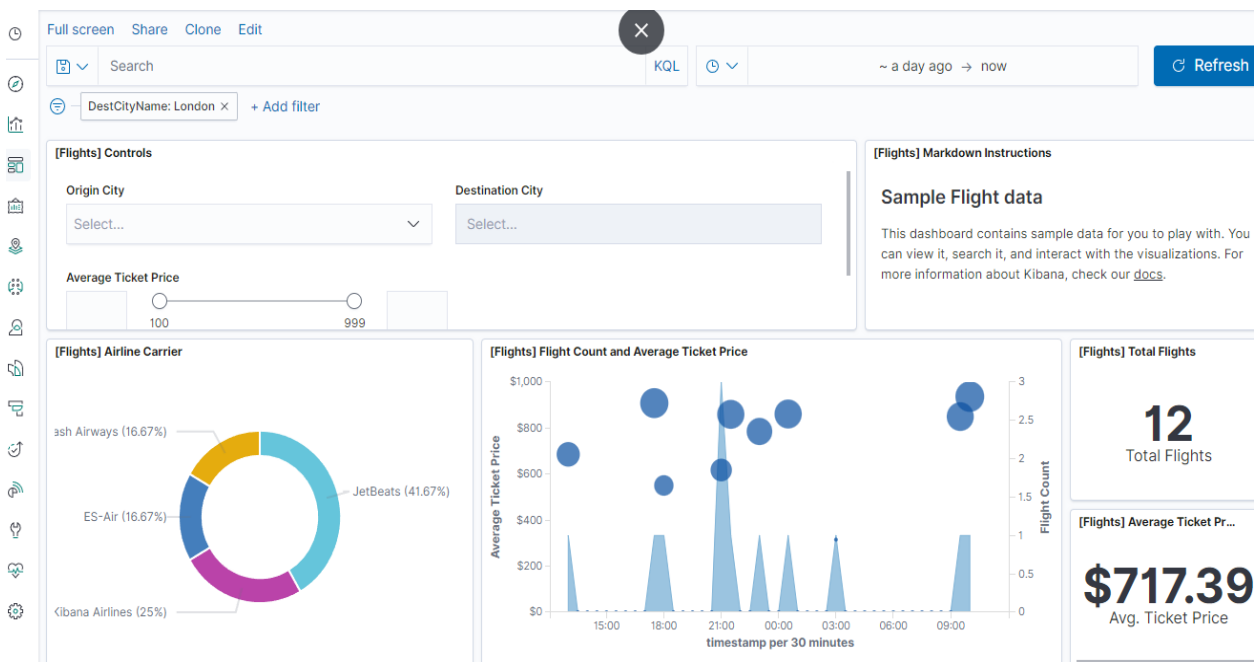 Full screen Share Clone Edit
Search KQL ~ a day ago → now Refresh
DestCityName: London × + Add filter
[Flights] Controls
Origin City Destination City
Select... Select...
Average Ticket Price
100 999
[Flights] Markdown Instructions
Sample Flight data
This dashboard contains sample data for you to play with. You
can view it, search it, and interact with the visualizations. For
more information about Kibana, check our docs.
[Flights] Airline Carrier
ash Airways (16.67%)
JetBeats (41.67%)
ES-Air (16.67%)
Kibana Airlines (25%)
[Flights] Flight Count and Average Ticket Price
Average Ticket Price
$1,000
$800
$600
$400
$200
$0
3
2.5
2
1.5
1
0.5
0
Flight Count
15:00 18:00 21:00 00:00 03:00 06:00 09:00
timestamp per 30 minutes
[Flights] Total Flights
12
Total Flights
[Flights] Average Ticket Pr...
$717.39
Avg. Ticket Price